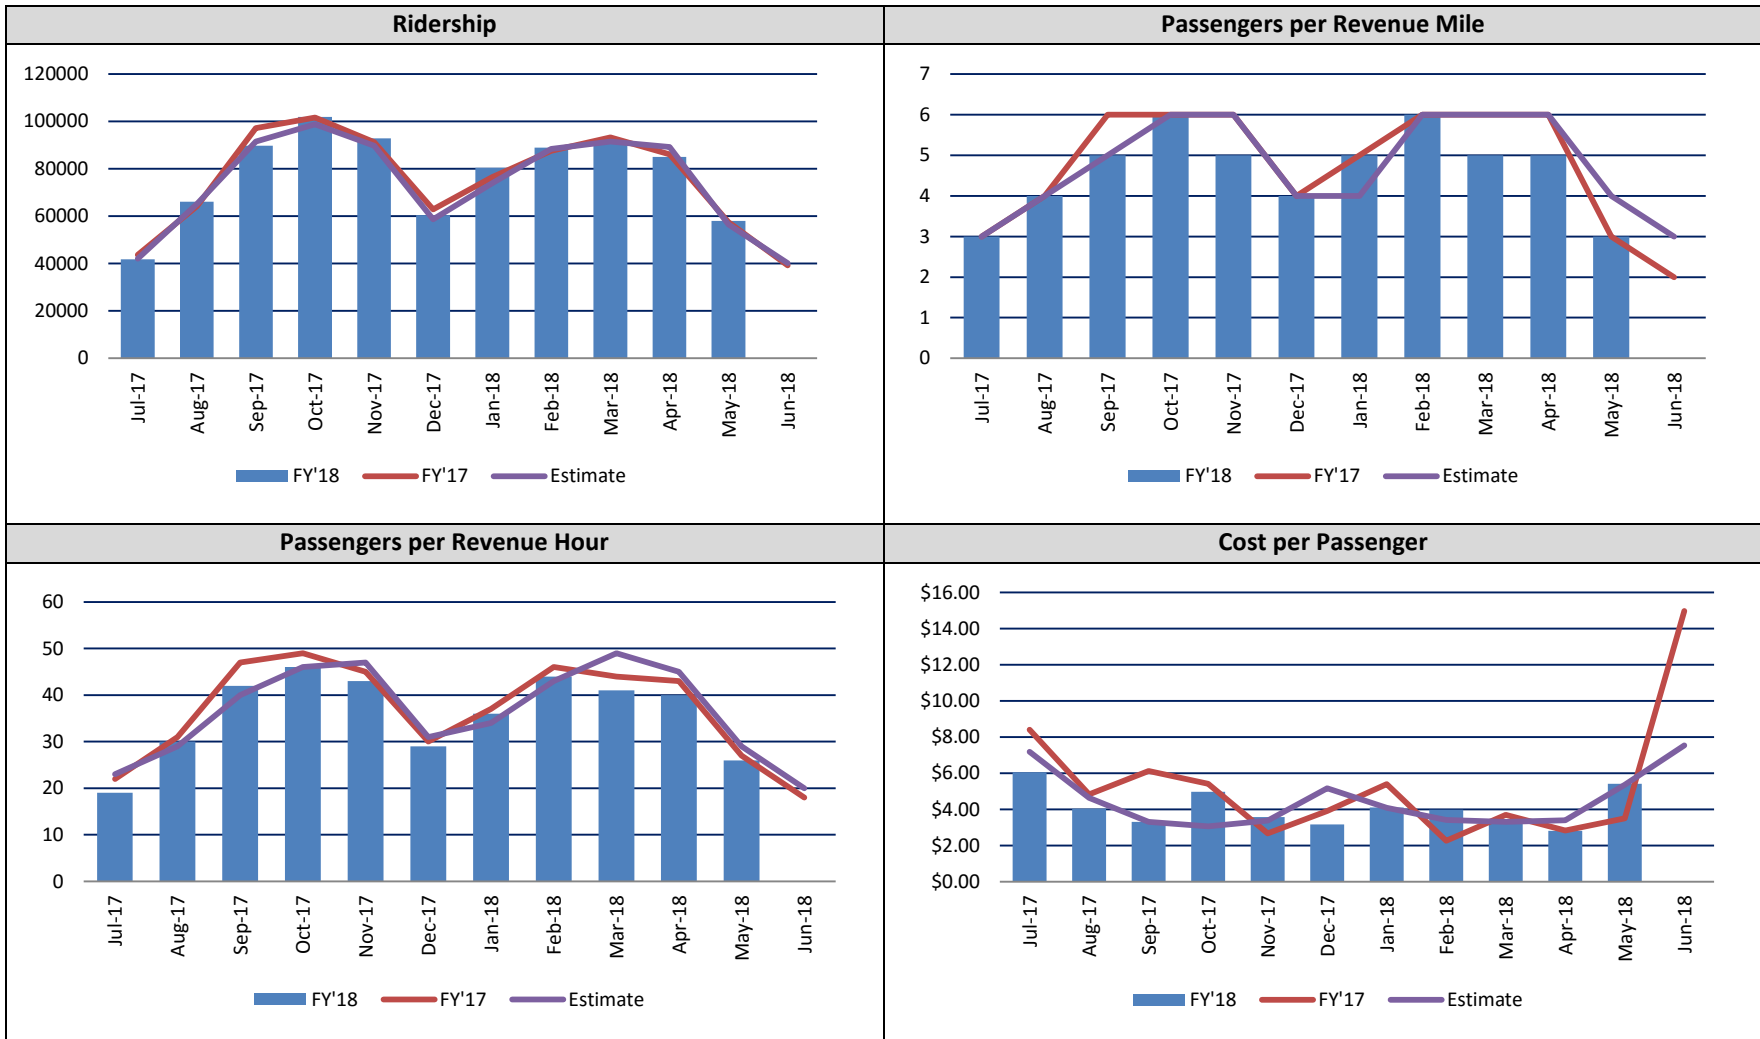 Ridership
120000
100000
80000
60000
40000
20000
0
Jul-17
Aug-17
Sep-17
Oct-17
Nov-17
Dec-17
Jan-18
Feb-18
Mar-18
Apr-18
May-18
Jun-18
FY'18 FY'17 Estimate
Passengers per Revenue Mile
7
6
5
4
3
2
1
0
Jul-17
Aug-17
Sep-17
Oct-17
Nov-17
Dec-17
Jan-18
Feb-18
Mar-18
Apr-18
May-18
Jun-18
FY'18 FY'17 Estimate
Passengers per Revenue Hour
60
50
40
30
20
10
0
Jul-17
Aug-17
Sep-17
Oct-17
Nov-17
Dec-17
Jan-18
Feb-18
Mar-18
Apr-18
May-18
Jun-18
FY'18 FY'17 Estimate
Cost per Passenger
$16.00
$14.00
$12.00
$10.00
$8.00
$6.00
$4.00
$2.00
$0.00
Jul-17
Aug-17
Sep-17
Oct-17
Nov-17
Dec-17
Jan-18
Feb-18
Mar-18
Apr-18
May-18
Jun-18
FY'18 FY'17 Estimate